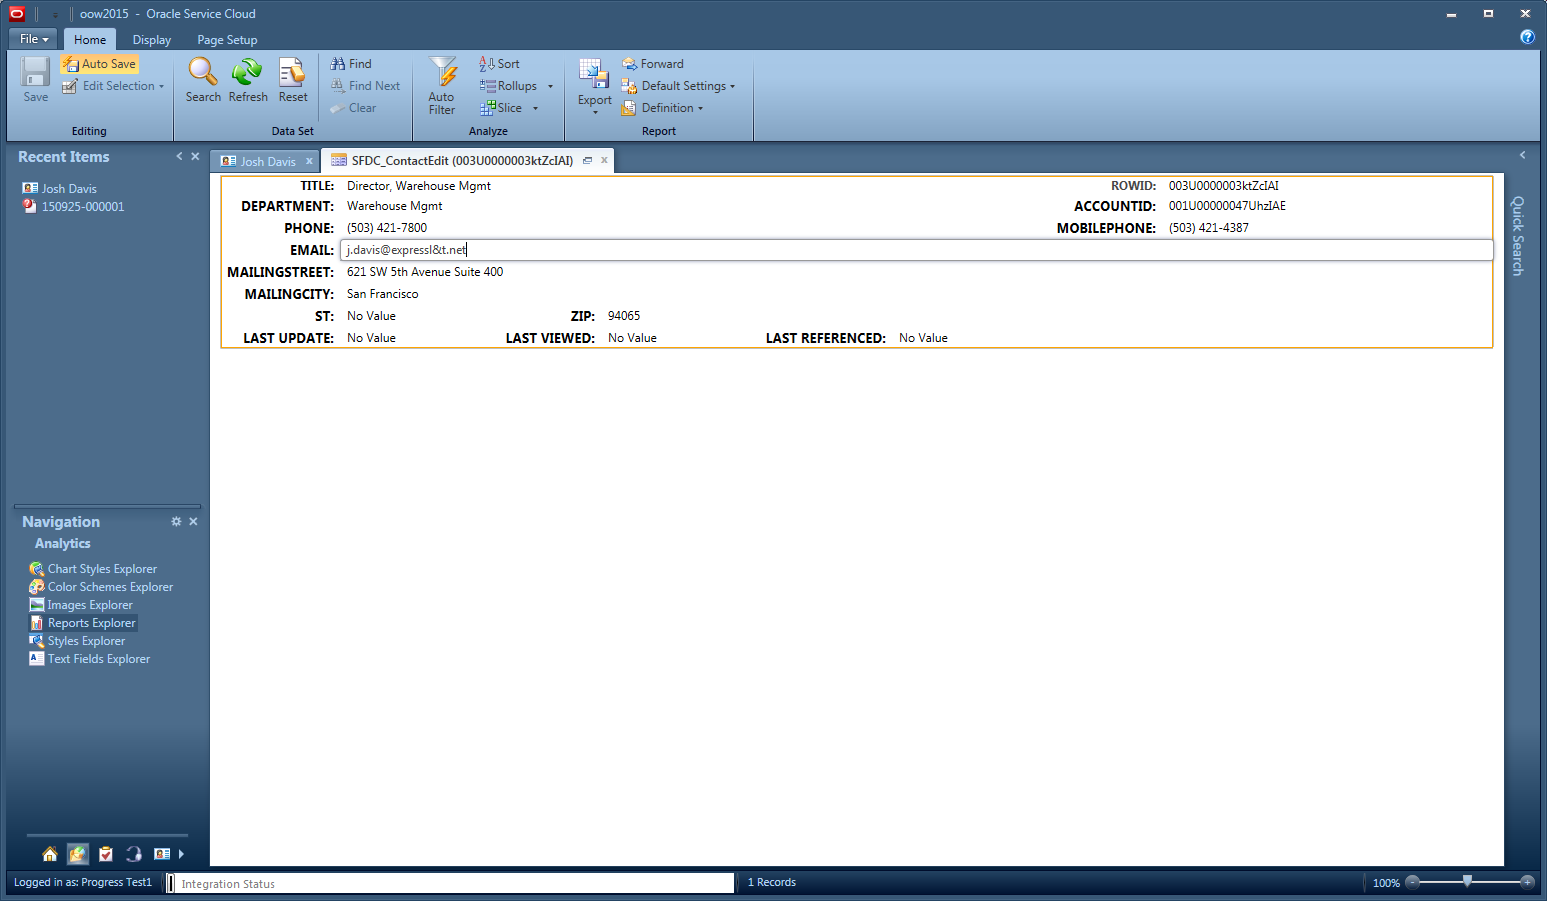 oow2015 - Oracle Service Cloud
File Home Display Page Setup
Save
Auto Save
Edit Selection
Editing
Search Refresh Reset
Find
Find Next
Clear
Data Set
Auto Filter
Sort
Rollups
Slice
Analyze
Export
Forward
Default Settings
Definition
Report
Recent Items
Josh Davis
150925-000001
Josh Davis x SFDC_ContactEdit (003U0000003ktZcIAI) x
TITLE: Director, Warehouse Mgmt ROWID: 003U0000003ktZcIAI
DEPARTMENT: Warehouse Mgmt ACCOUNTID: 001U00000047UhzIAE
PHONE: (503) 421-7800 MOBILEPHONE: (503) 421-4387
EMAIL: j.davis@expressl&t.net
MAILINGSTREET: 621 SW 5th Avenue Suite 400
MAILINGCITY: San Francisco
ST: No Value ZIP: 94065
LAST UPDATE: No Value LAST VIEWED: No Value LAST REFERENCED: No Value
Quick Search
Navigation
Analytics
Chart Styles Explorer
Color Schemes Explorer
Images Explorer
Reports Explorer
Styles Explorer
Text Fields Explorer
Logged in as: Progress Test1 Integration Status 1 Records 100%